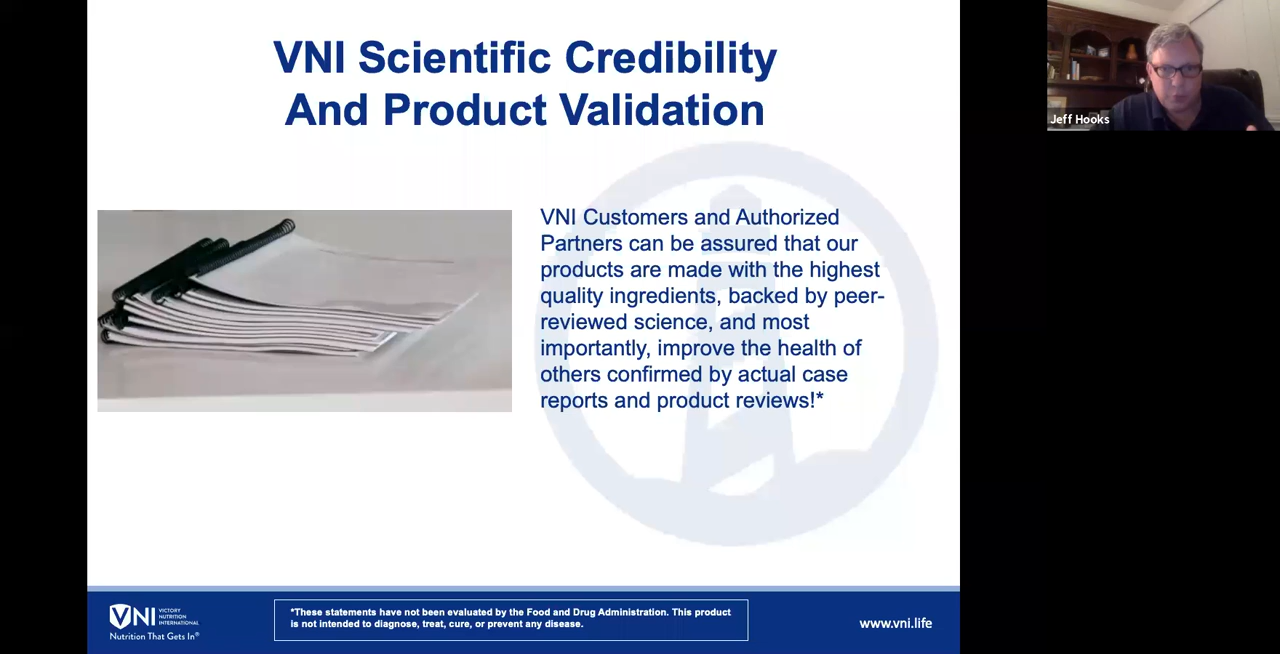 VNI Scientific Credibility
And Product Validation
Jeff Hooks
VNI Customers and Authorized
Partners can be assured that our
products are made with the highest
quality ingredients, backed by peer-
reviewed science, and most
importantly, improve the health of
others confirmed by actual case
reports and product reviews!*
VNI
VICTORY
NUTRITION
INTERNATIONAL
Nutrition That Gets In®
*These statements have not been evaluated by the Food and Drug Administration. This product
is not intended to diagnose, treat, cure, or prevent any disease.
www.vni.life